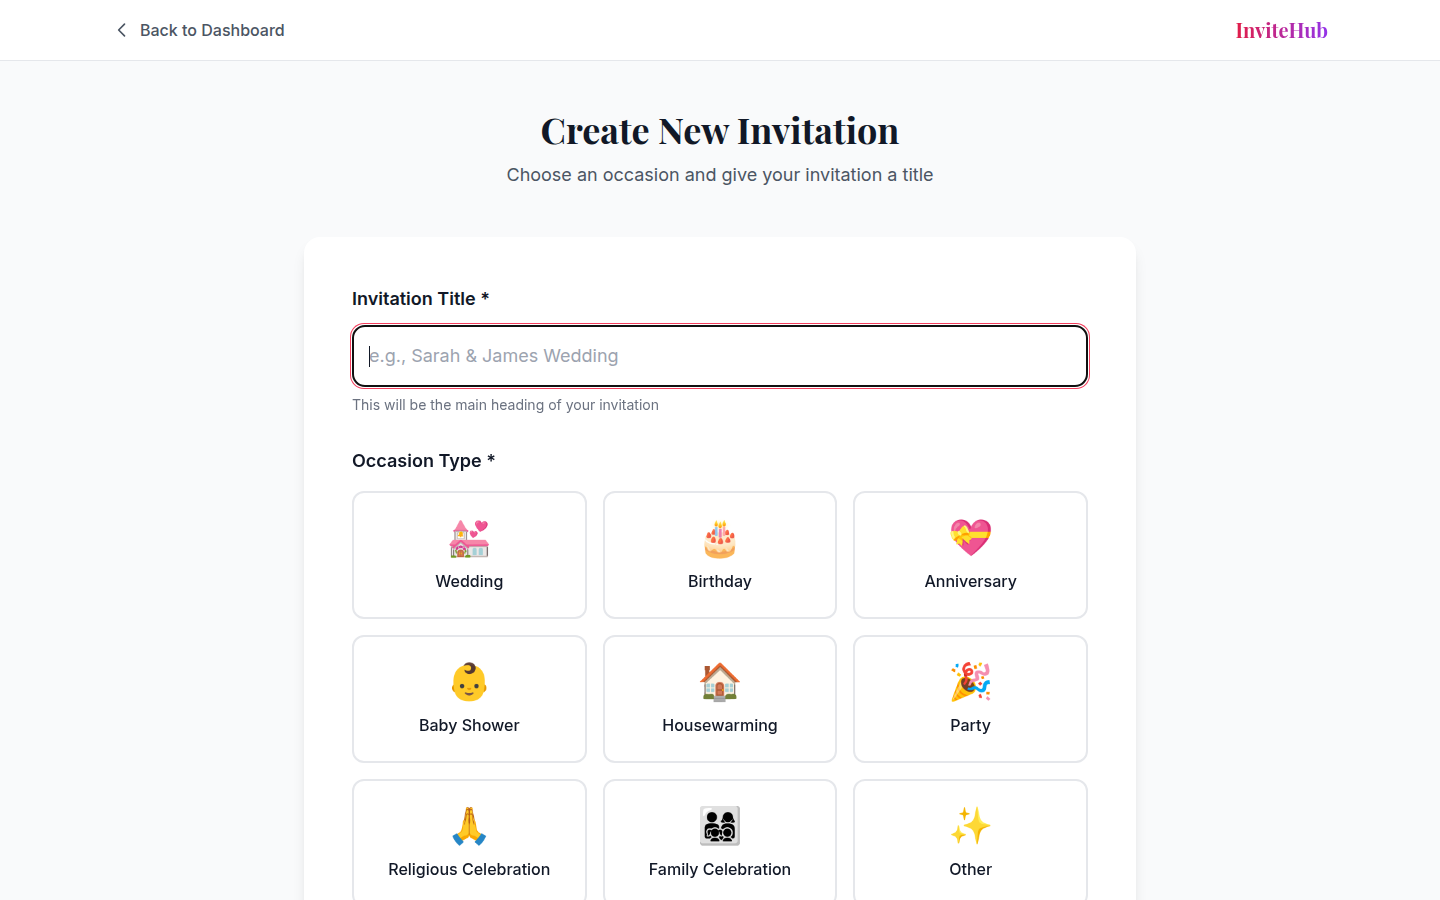 Back to Dashboard
InviteHub
Create New Invitation
Choose an occasion and give your invitation a title
Invitation Title *
e.g., Sarah & James Wedding
This will be the main heading of your invitation
Occasion Type *
Wedding
Birthday
Anniversary
Baby Shower
Housewarming
Party
Religious Celebration
Family Celebration
Other